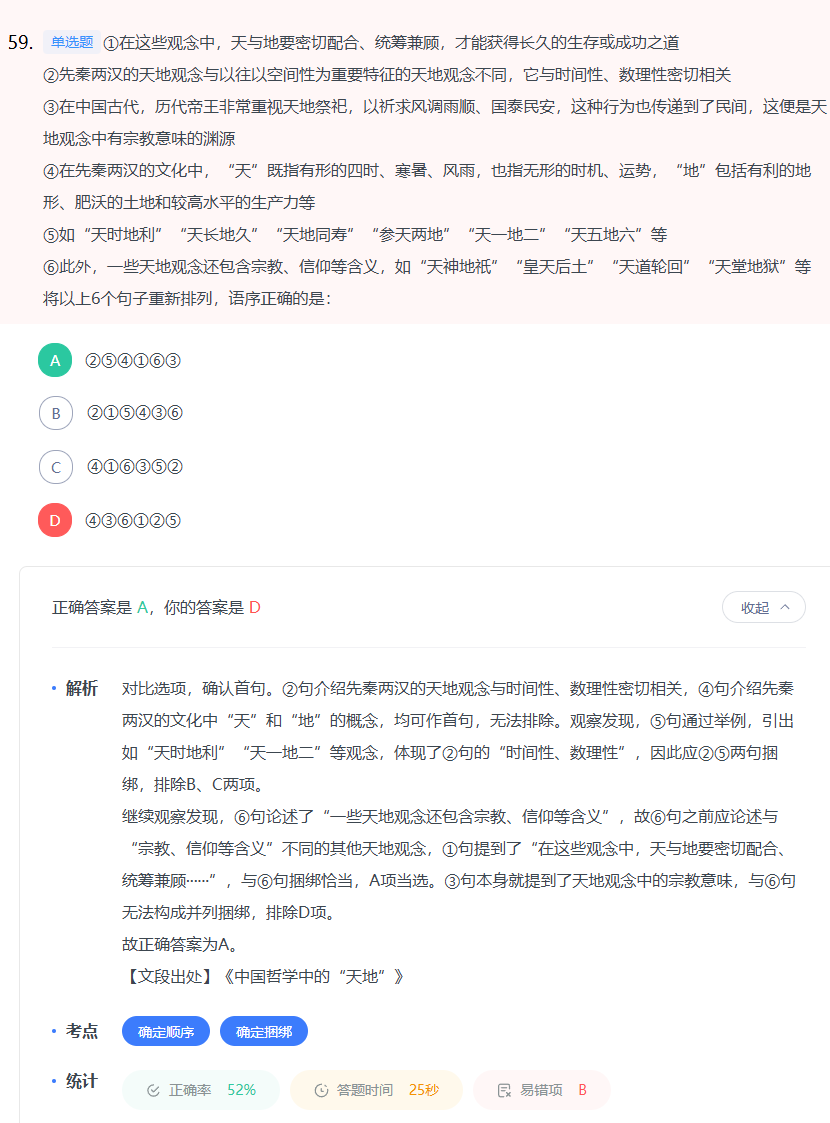 59. 单选题 ①在这些观念中，天与地要密切配合、统筹兼顾，才能获得长久的生存或成功之道
②先秦两汉的天地观念与以往以空间性为重要特征的天地观念不同，它与时间性、数理性密切相关
③在中国古代，历代帝王非常重视天地祭祀，以祈求风调雨顺、国泰民安，这种行为也传递到了民间，这便是天
地观念中有宗教意味的渊源
④在先秦两汉的文化中，“天”既指有形的四时、寒暑、风雨，也指无形的时机、运势，“地”包括有利的地
形、肥沃的土地和较高水平的生产力等
⑤如“天时地利”“天长地久”“天地同寿”“参天两地”“天一地二”“天五地六”等
⑥此外，一些天地观念还包含宗教、信仰等含义，如“天神地祇”“皇天后土”“天道轮回”“天堂地狱”等
将以上6个句子重新排列，语序正确的是：
A ②⑤④①⑥③
B ②①⑤④③⑥
C ④①⑥③⑤②
D ④③⑥①②⑤
正确答案是 A，你的答案是 D
收起
解析 对比选项，确认首句。②句介绍先秦两汉的天地观念与时间性、数理性密切相关，④句介绍先秦
两汉的文化中“天”和“地”的概念，均可作首句，无法排除。观察发现，⑤句通过举例，引出
如“天时地利”“天一地二”等观念，体现了②句的“时间性、数理性”，因此应②⑤两句捆
绑，排除B、C两项。
继续观察发现，⑥句论述了“一些天地观念还包含宗教、信仰等含义”，故⑥句之前应论述与
“宗教、信仰等含义”不同的其他天地观念，①句提到了“在这些观念中，天与地要密切配合、
统筹兼顾……”，与⑥句捆绑恰当，A项当选。③句本身就提到了天地观念中的宗教意味，与⑥句
无法构成并列捆绑，排除D项。
故正确答案为A。
【文段出处】《中国哲学中的“天地”》
考点 确定顺序 确定捆绑
统计 正确率 52% 答题时间 25秒 易错项 B